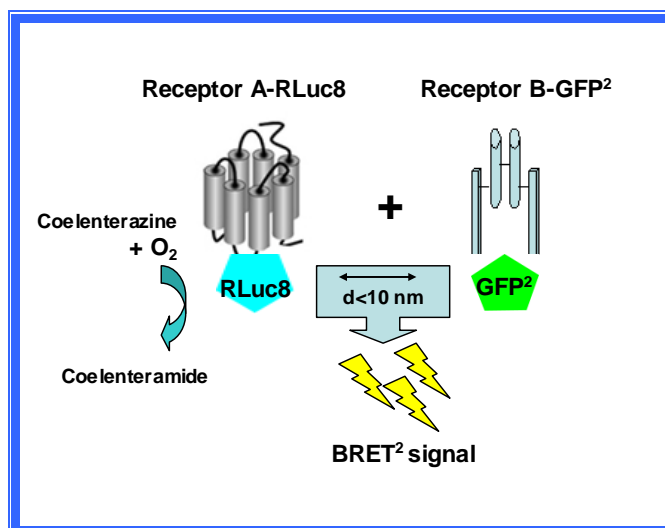 Receptor A-RLuc8
Receptor B-GFP²
Coelenterazine
+ O₂
+
RLuc8
d<10 nm
GFP²
Coelenteramide
BRET² signal